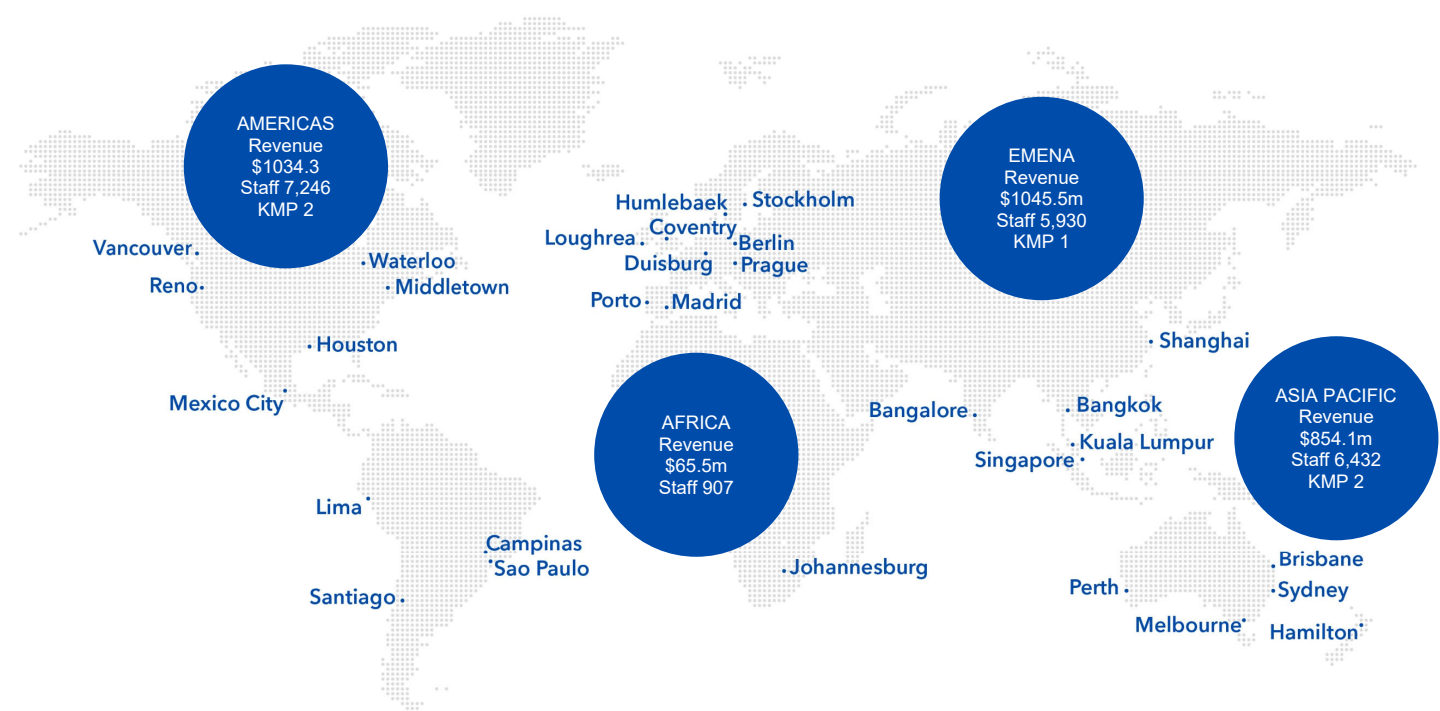 AMERICAS
Revenue
$1034.3
Staff 7,246
KMP 2
EMENA
Revenue
$1045.5m
Staff 5,930
KMP 1
Humlebaek
Stockholm
Coventry
Loughrea
Berlin
Duisburg
Prague
Porto
Madrid
Vancouver
Waterloo
Reno
Middletown
Houston
Mexico City
Shanghai
AFRICA
Revenue
$65.5m
Staff 907
ASIA PACIFIC
Revenue
$854.1m
Staff 6,432
KMP 2
Bangalore
Bangkok
Kuala Lumpur
Singapore
Lima
Campinas
Sao Paulo
Santiago
Johannesburg
Brisbane
Perth
Sydney
Melbourne
Hamilton